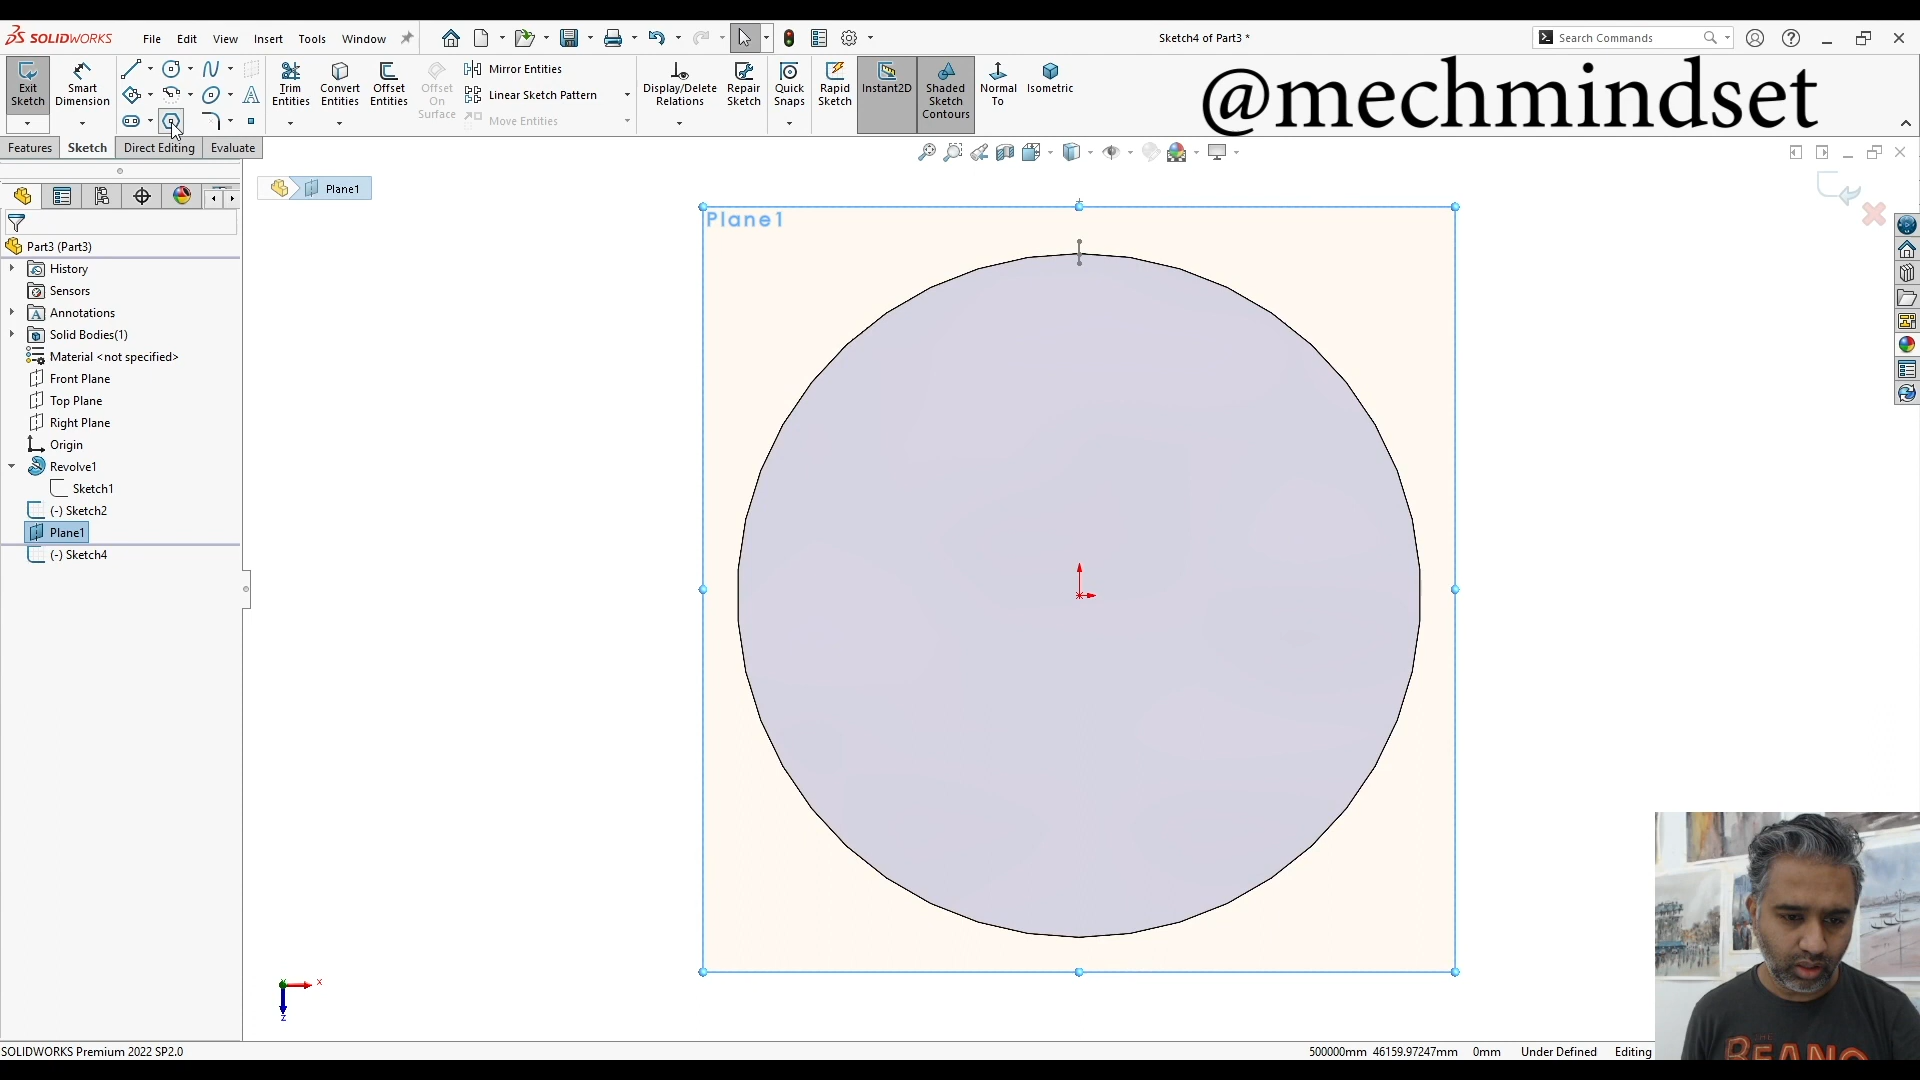 SOLIDWORKS
File Edit View Insert Tools Window
Sketch4 of Part3 *
Search Commands
@mechmindset
Exit Sketch
Smart Dimension
Trim Entities
Convert Entities
Offset Entities
Offset On Surface
Mirror Entities
Linear Sketch Pattern
Move Entities
Display/Delete Relations
Repair Sketch
Quick Snaps
Rapid Sketch
Instant2D
Shaded Sketch Contours
Normal To
Isometric
Features Sketch Direct Editing Evaluate
Plane1
Plane1
Part3 (Part3)
History
Sensors
Annotations
Solid Bodies(1)
Material <not specified>
Front Plane
Top Plane
Right Plane
Origin
Revolve1
Sketch1
(-) Sketch2
Plane1
(-) Sketch4
x
z
SOLIDWORKS Premium 2022 SP2.0
500000mm 46159.97247mm 0mm Under Defined Editing